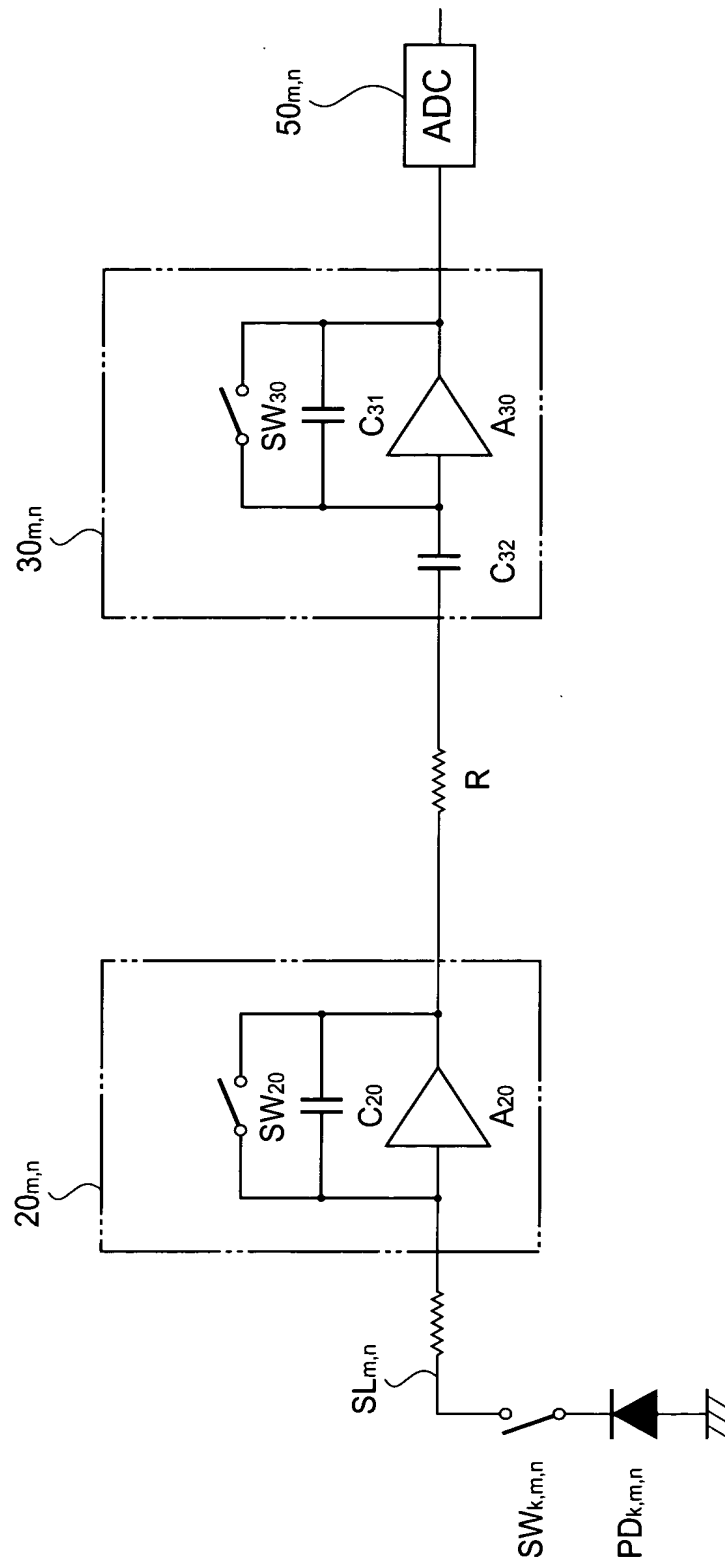 50m,n
ADC
30m,n
SW30
C31
A30
C32
R
20m,n
SW20
C20
A20
SLm,n
SWk,m,n
PDk,m,n